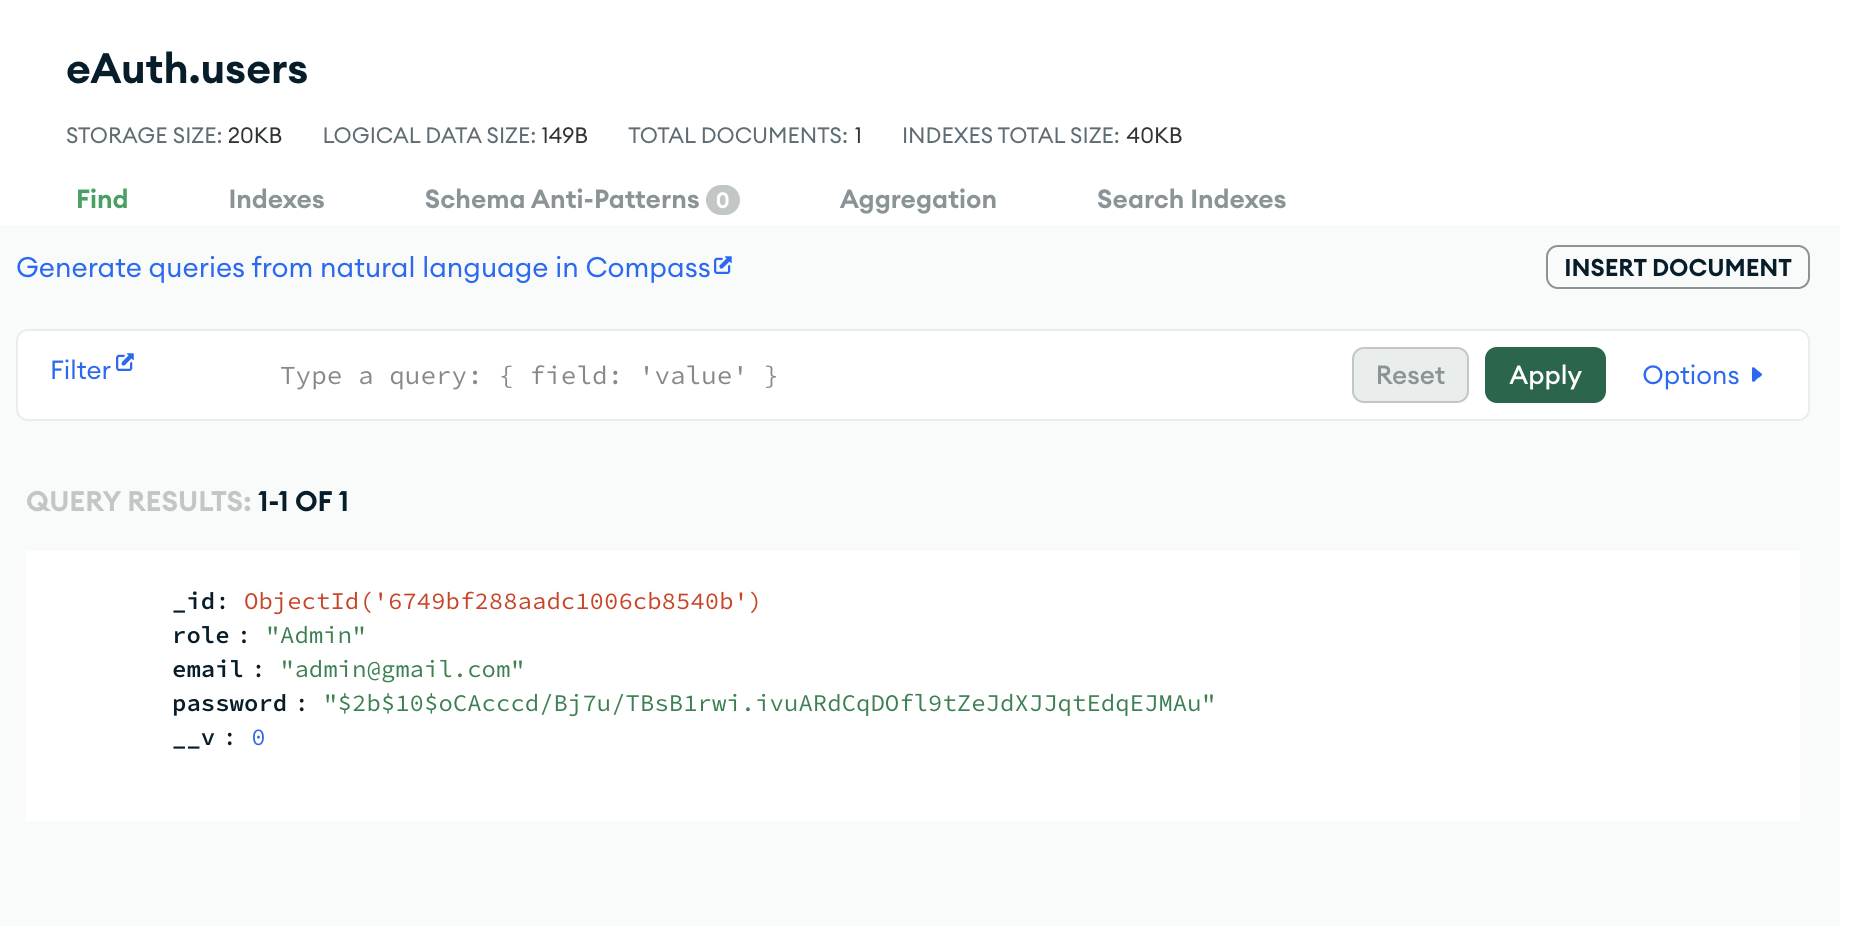 eAuth.users
STORAGE SIZE: 20KB LOGICAL DATA SIZE: 149B TOTAL DOCUMENTS: 1 INDEXES TOTAL SIZE: 40KB
Find Indexes Schema Anti-Patterns 0 Aggregation Search Indexes
Generate queries from natural language in Compass INSERT DOCUMENT
Filter Type a query: { field: 'value' } Reset Apply Options
QUERY RESULTS: 1-1 OF 1
_id: ObjectId('6749bf288aadc1006cb8540b')
role : "Admin"
email : "admin@gmail.com"
password : "$2b$10$oCAcccd/Bj7u/TBsB1rwi.ivuARdCqDOfl9tZeJdXJJqtEdqEJMAu"
__v : 0